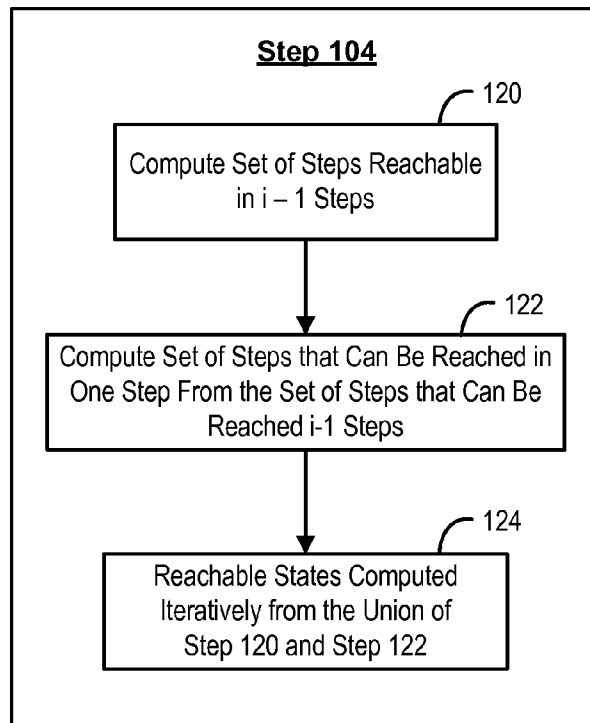 Step 104
120
Compute Set of Steps Reachable
in i – 1 Steps
122
Compute Set of Steps that Can Be Reached in
One Step From the Set of Steps that Can Be
Reached i-1 Steps
124
Reachable States Computed
Iteratively from the Union of
Step 120 and Step 122